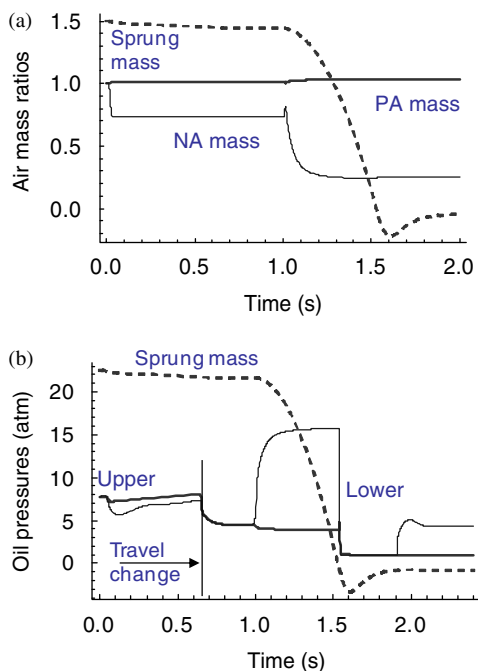 (a)
1.5
1.0
0.5
0.0
Air mass ratios
Sprung
mass
PA mass
NA mass
0.0 0.5 1.0 1.5 2.0
Time (s)
(b)
20
15
10
5
0
Oil pressures (atm)
Sprung mass
Upper
Lower
Travel
change
0.0 0.5 1.0 1.5 2.0
Time (s)